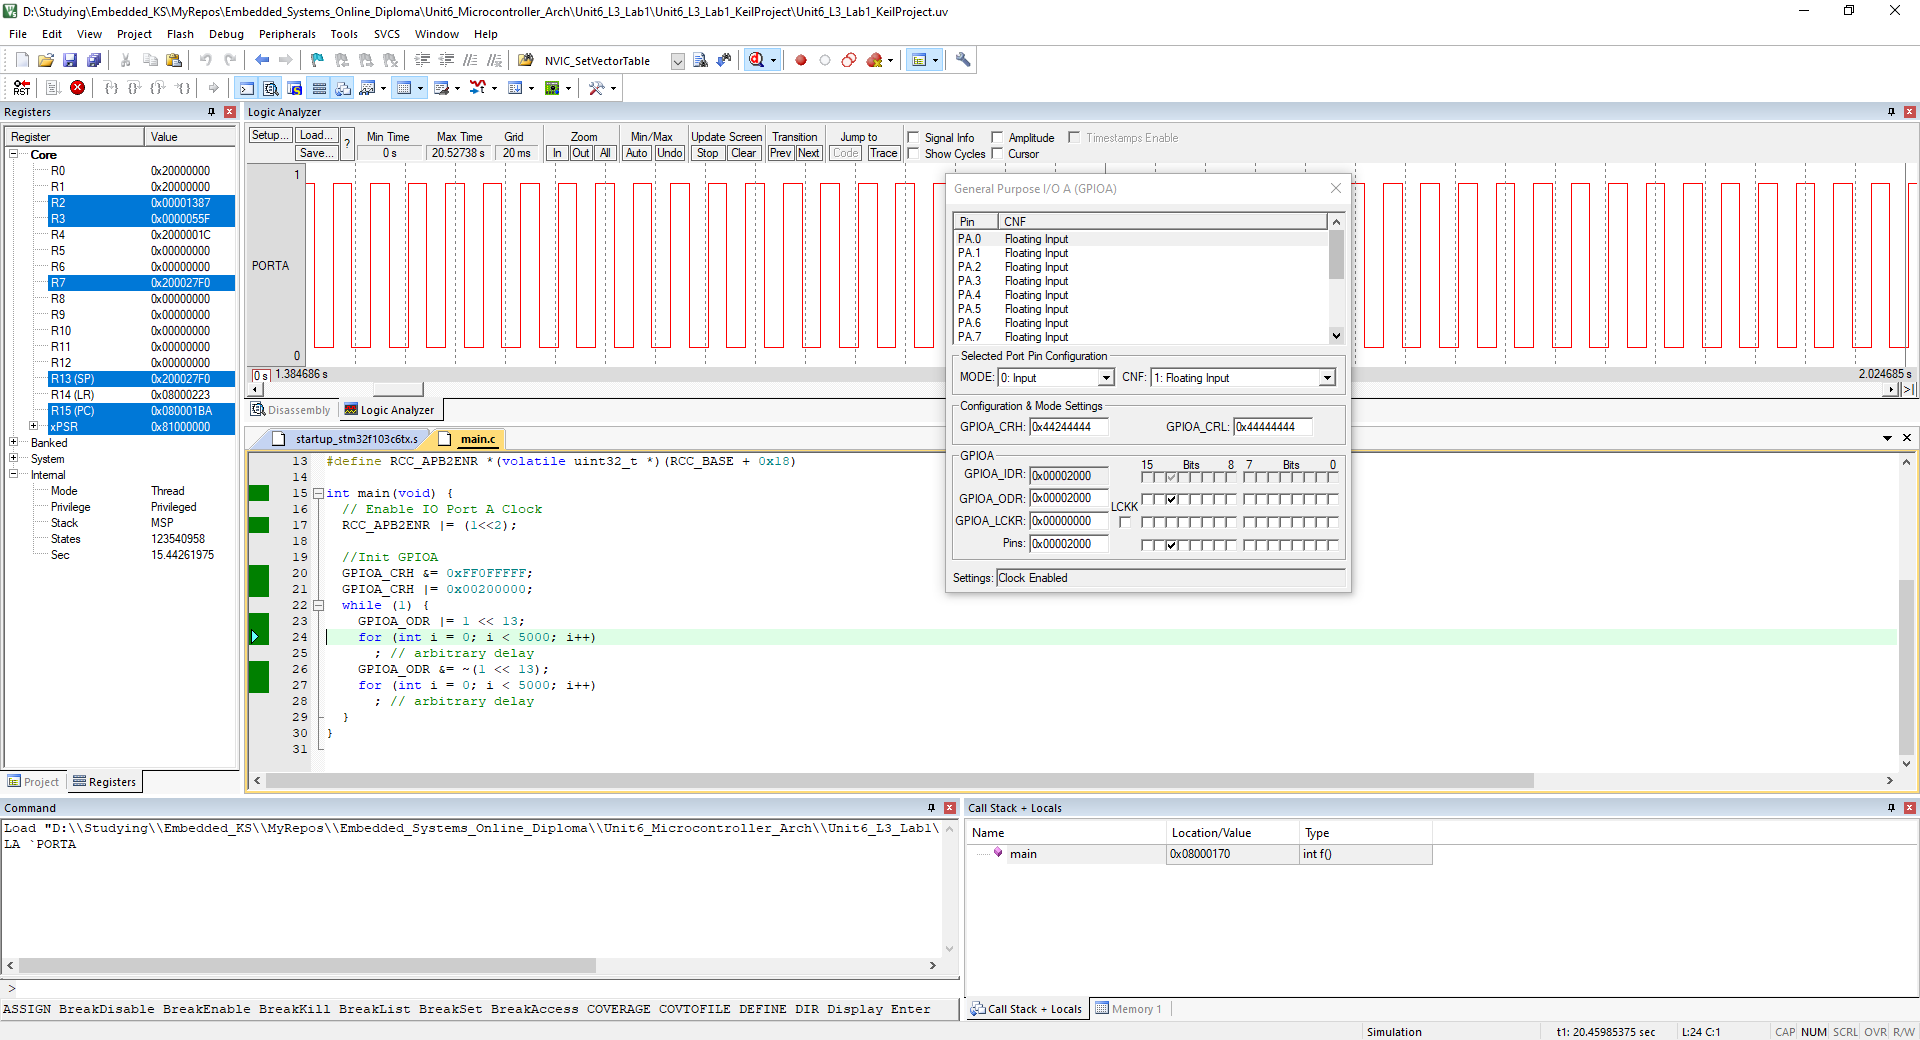 D:\Studying\Embedded_KS\MyRepos\Embedded_Systems_Online_Diploma\Unit6_Microcontroller_Arch\Unit6_L3_Lab1\Unit6_L3_Lab1_KeilProject\Unit6_L3_Lab1_KeilProject.uv
File Edit View Project Flash Debug Peripherals Tools SVCS Window Help
NVIC_SetVectorTable
RST
Registers
Register Value
Core
R0 0x20000000
R1 0x20000000
R2 0x00001387
R3 0x0000055F
R4 0x2000001C
R5 0x00000000
R6 0x00000000
R7 0x200027F0
R8 0x00000000
R9 0x00000000
R10 0x00000000
R11 0x00000000
R12 0x00000000
R13 (SP) 0x200027F0
R14 (LR) 0x08000223
R15 (PC) 0x080001BA
xPSR 0x81000000
Banked
System
Internal
Mode Thread
Privilege Privileged
Stack MSP
States 123540958
Sec 15.44261975
Project Registers
Logic Analyzer
Setup... Load... Save... ?
Min Time Max Time Grid Zoom Min/Max Update Screen Transition Jump to
0 s 20.52738 s 20 ms In Out All Auto Undo Stop Clear Prev Next Code Trace
Signal Info Amplitude Timestamps Enable
Show Cycles Cursor
1
PORTA
0
0 s 1.384686 s 2.024685 s
Disassembly Logic Analyzer
General Purpose I/O A (GPIOA)
Pin CNF
PA.0 Floating Input
PA.1 Floating Input
PA.2 Floating Input
PA.3 Floating Input
PA.4 Floating Input
PA.5 Floating Input
PA.6 Floating Input
PA.7 Floating Input
Selected Port Pin Configuration
MODE: 0: Input CNF: 1: Floating Input
Configuration & Mode Settings
GPIOA_CRH: 0x44244444 GPIOA_CRL: 0x44444444
GPIOA
15 Bits 8 7 Bits 0
GPIOA_IDR: 0x00002000
GPIOA_ODR: 0x00002000
LCKK
GPIOA_LCKR: 0x00000000
Pins: 0x00002000
Settings: Clock Enabled
startup_stm32f103c6tx.s main.c
13 #define RCC_APB2ENR *(volatile uint32_t *)(RCC_BASE + 0x18)
14
15 int main(void) {
16 // Enable IO Port A Clock
17 RCC_APB2ENR |= (1<<2);
18
19 //Init GPIOA
20 GPIOA_CRH &= 0xFF0FFFFF;
21 GPIOA_CRH |= 0x00200000;
22 while (1) {
23 GPIOA_ODR |= 1 << 13;
24 for (int i = 0; i < 5000; i++)
25 ; // arbitrary delay
26 GPIOA_ODR &= ~(1 << 13);
27 for (int i = 0; i < 5000; i++)
28 ; // arbitrary delay
29 }
30 }
31
Command
Load "D:\\Studying\\Embedded_KS\\MyRepos\\Embedded_Systems_Online_Diploma\\Unit6_Microcontroller_Arch\\Unit6_L3_Lab1\
LA `PORTA
>
ASSIGN BreakDisable BreakEnable BreakKill BreakList BreakSet BreakAccess COVERAGE COVTOFILE DEFINE DIR Display Enter
Call Stack + Locals
Name Location/Value Type
main 0x08000170 int f()
Call Stack + Locals Memory 1
Simulation t1: 20.45985375 sec L:24 C:1 CAP NUM SCRL OVR R/W